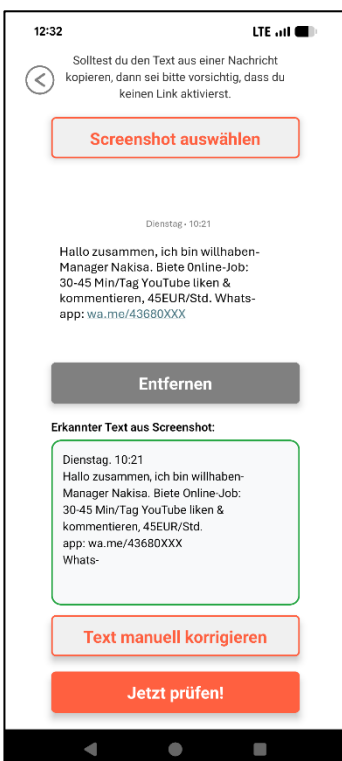 12:32 LTE
Solltest du den Text aus einer Nachricht
kopieren, dann sei bitte vorsichtig, dass du
keinen Link aktivierst.
Screenshot auswählen
Dienstag • 10:21
Hallo zusammen, ich bin willhaben-
Manager Nakisa. Biete 0nline-Job:
30-45 Min/Tag YouTube liken &
kommentieren, 45EUR/Std. Whats-
app: wa.me/43680XXX
Entfernen
Erkannter Text aus Screenshot:
Dienstag. 10:21
Hallo zusammen, ich bin willhaben-
Manager Nakisa. Biete Online-Job:
30-45 Min/Tag YouTube liken &
kommentieren, 45EUR/Std.
app: wa.me/43680XXX
Whats-
Text manuell korrigieren
Jetzt prüfen!